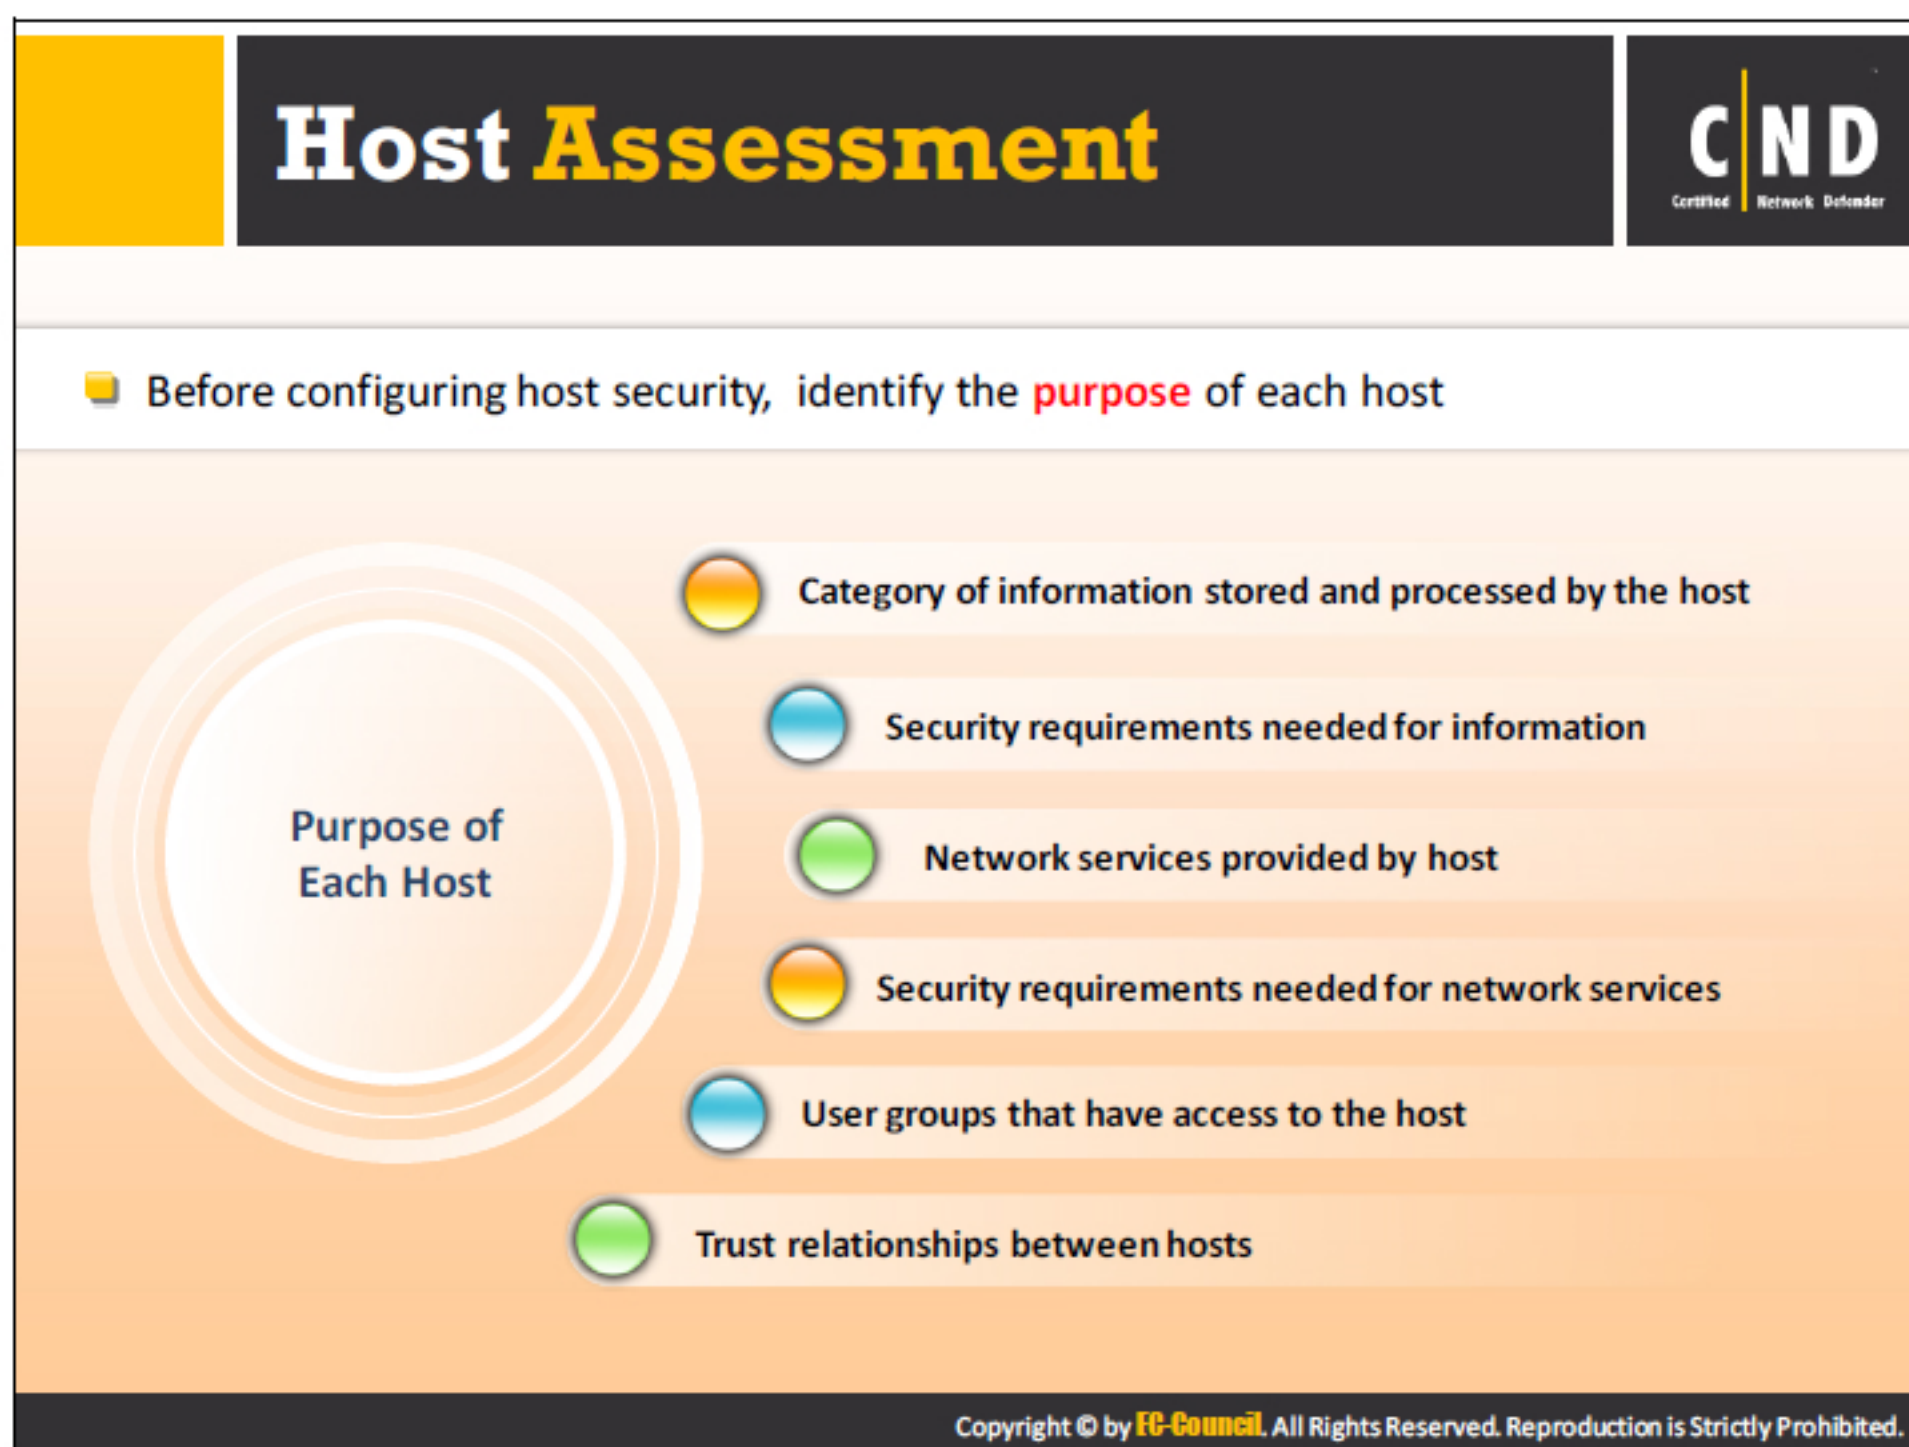 Host Assessment
C|ND
Certified Network Defender
Before configuring host security, identify the purpose of each host
Purpose of
Each Host
Category of information stored and processed by the host
Security requirements needed for information
Network services provided by host
Security requirements needed for network services
User groups that have access to the host
Trust relationships between hosts
Copyright © by EC-Council. All Rights Reserved. Reproduction is Strictly Prohibited.